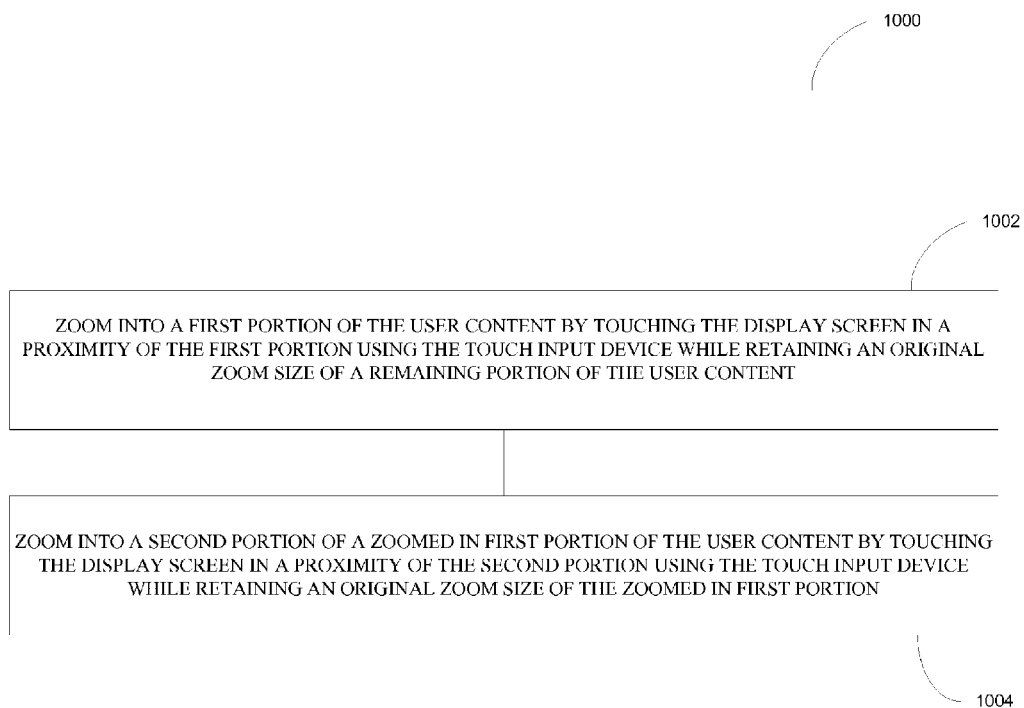 1000
1002
ZOOM INTO A FIRST PORTION OF THE USER CONTENT BY TOUCHING THE DISPLAY SCREEN IN A
PROXIMITY OF THE FIRST PORTION USING THE TOUCH INPUT DEVICE WHILE RETAINING AN ORIGINAL
ZOOM SIZE OF A REMAINING PORTION OF THE USER CONTENT
ZOOM INTO A SECOND PORTION OF A ZOOMED IN FIRST PORTION OF THE USER CONTENT BY TOUCHING
THE DISPLAY SCREEN IN A PROXIMITY OF THE SECOND PORTION USING THE TOUCH INPUT DEVICE
WHILE RETAINING AN ORIGINAL ZOOM SIZE OF THE ZOOMED IN FIRST PORTION
1004